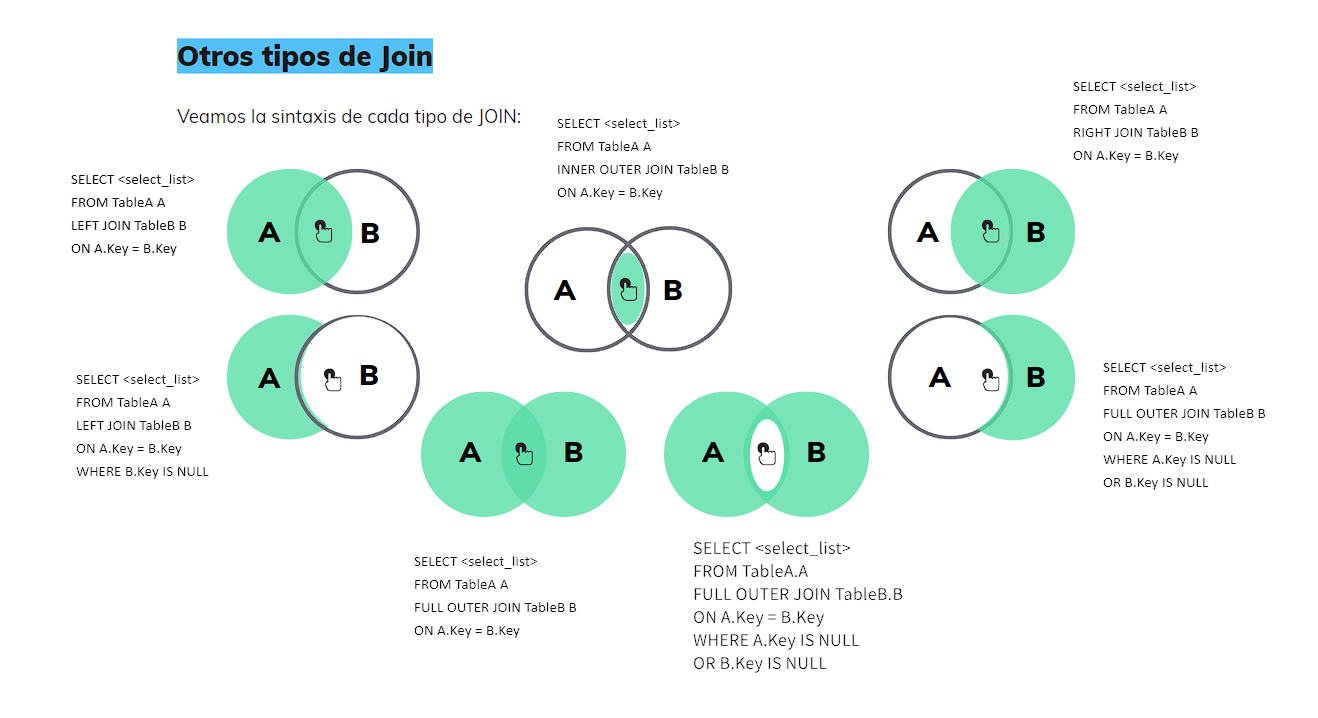 Otros tipos de Join
Veamos la sintaxis de cada tipo de JOIN:
SELECT <select_list>
FROM TableA A
LEFT JOIN TableB B
ON A.Key = B.Key
A
B
SELECT <select_list>
FROM TableA A
INNER OUTER JOIN TableB B
ON A.Key = B.Key
A
B
SELECT <select_list>
FROM TableA A
RIGHT JOIN TableB B
ON A.Key = B.Key
A
B
SELECT <select_list>
FROM TableA A
LEFT JOIN TableB B
ON A.Key = B.Key
WHERE B.Key IS NULL
A
B
A
B
SELECT <select_list>
FROM TableA A
FULL OUTER JOIN TableB B
ON A.Key = B.Key
A
B
SELECT <select_list>
FROM TableA.A
FULL OUTER JOIN TableB.B
ON A.Key = B.Key
WHERE A.Key IS NULL
OR B.Key IS NULL
A
B
SELECT <select_list>
FROM TableA A
FULL OUTER JOIN TableB B
ON A.Key = B.Key
WHERE A.Key IS NULL
OR B.Key IS NULL